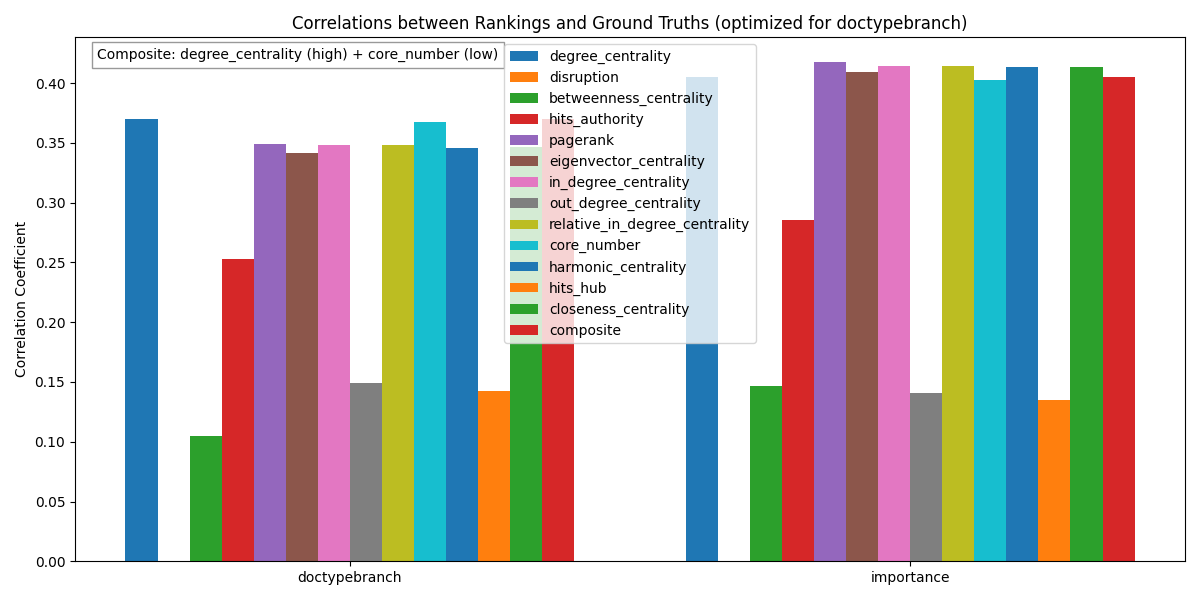 Correlations between Rankings and Ground Truths (optimized for doctypebranch)
Composite: degree_centrality (high) + core_number (low)
degree_centrality
disruption
betweenness_centrality
hits_authority
pagerank
eigenvector_centrality
in_degree_centrality
out_degree_centrality
relative_in_degree_centrality
core_number
harmonic_centrality
hits_hub
closeness_centrality
composite
Correlation Coefficient
0.40
0.35
0.30
0.25
0.20
0.15
0.10
0.05
0.00
doctypebranch
importance